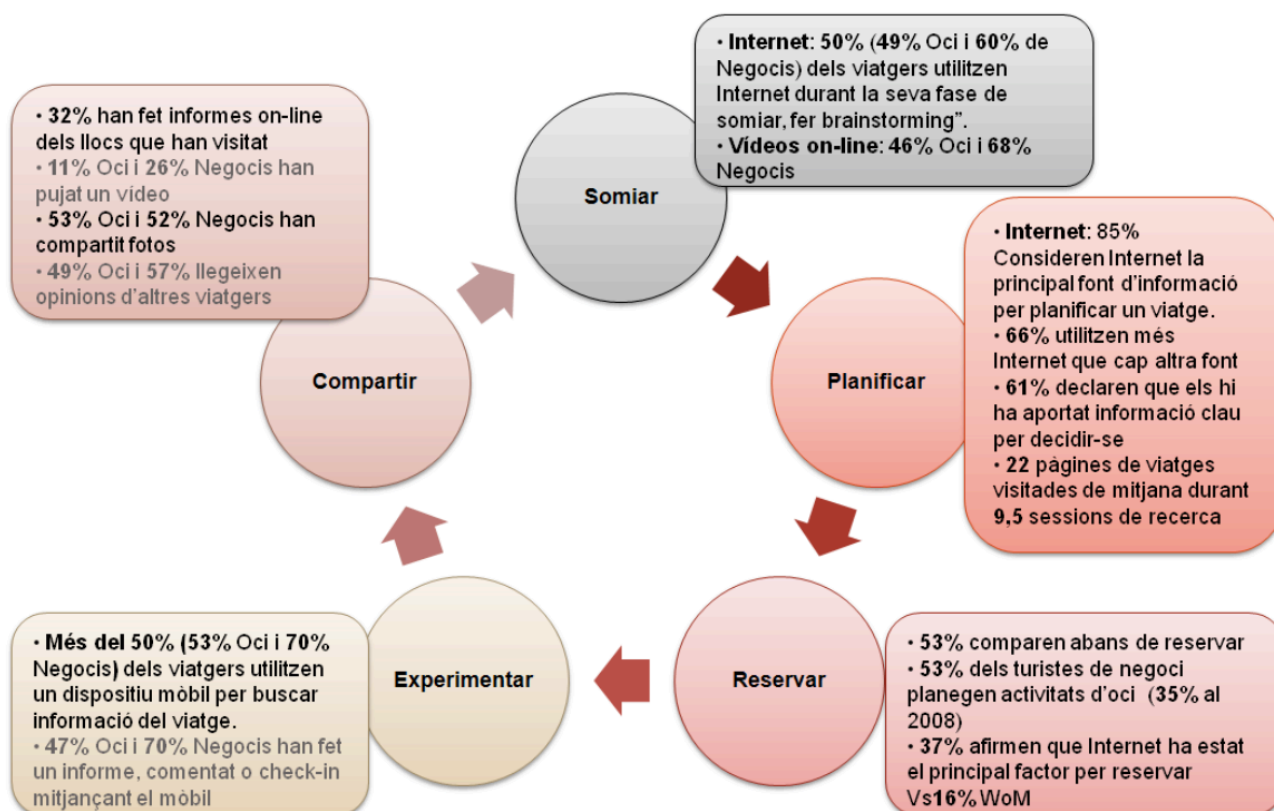 Somiar
• Internet: 50% (49% Oci i 60% de
Negocis) dels viatgers utilitzen
Internet durant la seva fase de
somiar, fer brainstorming”.
• Vídeos on-line: 46% Oci i 68%
Negocis
Planificar
• Internet: 85%
Consideren Internet la
principal font d’informació
per planificar un viatge.
• 66% utilitzen més
Internet que cap altra font
• 61% declaren que els hi
ha aportat informació clau
per decidir-se
• 22 pàgines de viatges
visitades de mitjana durant
9,5 sessions de recerca
Reservar
• 53% comparen abans de reservar
• 53% dels turistes de negoci
planegen activitats d’oci (35% al
2008)
• 37% afirmen que Internet ha estat
el principal factor per reservar
Vs16% WoM
Experimentar
• Més del 50% (53% Oci i 70%
Negocis) dels viatgers utilitzen
un dispositiu mòbil per buscar
informació del viatge.
• 47% Oci i 70% Negocis han fet
un informe, comentat o check-in
mitjançant el mòbil
Compartir
• 32% han fet informes on-line
dels llocs que han visitat
• 11% Oci i 26% Negocis han
pujat un vídeo
• 53% Oci i 52% Negocis han
compartit fotos
• 49% Oci i 57% llegeixen
opinions d’altres viatgers